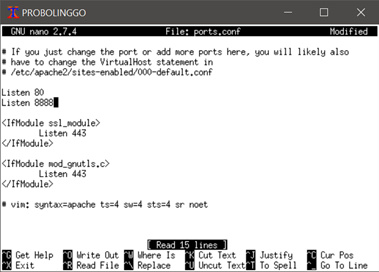 PROBOLINGGO
GNU nano 2.7.4 File: ports.conf Modified
# If you just change the port or add more ports here, you will likely also
# have to change the VirtualHost statement in
# /etc/apache2/sites-enabled/000-default.conf
Listen 80
Listen 8888
<IfModule ssl_module>
Listen 443
</IfModule>
<IfModule mod_gnutls.c>
Listen 443
</IfModule>
# vim: syntax=apache ts=4 sw=4 sts=4 sr noet
[ Read 15 lines ]
^G Get Help ^O Write Out ^W Where Is ^K Cut Text ^J Justify ^C Cur Pos
^X Exit ^R Read File ^\ Replace ^U Uncut Text ^T To Spell ^_ Go To Line